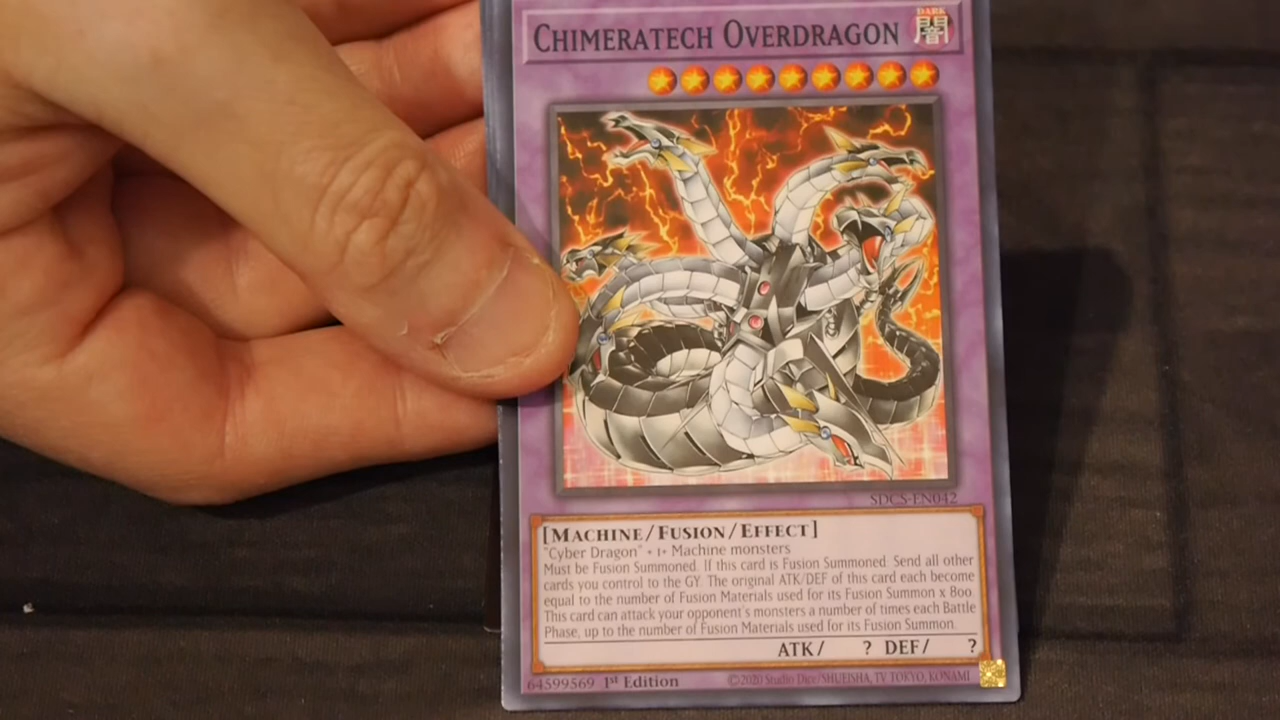 CHIMERATECH OVERDRAGON
DARK
闇
SDCS-EN042
[MACHINE/FUSION/EFFECT]
"Cyber Dragon" + 1+ Machine monsters
Must be Fusion Summoned. If this card is Fusion Summoned: Send all other
cards you control to the GY. The original ATK/DEF of this card each become
equal to the number of Fusion Materials used for its Fusion Summon x 800.
This card can attack your opponent's monsters a number of times each Battle
Phase, up to the number of Fusion Materials used for its Fusion Summon.
ATK/ ? DEF/ ?
64599569 1st Edition ©2020 Studio Dice/SHUEISHA, TV TOKYO, KONAMI